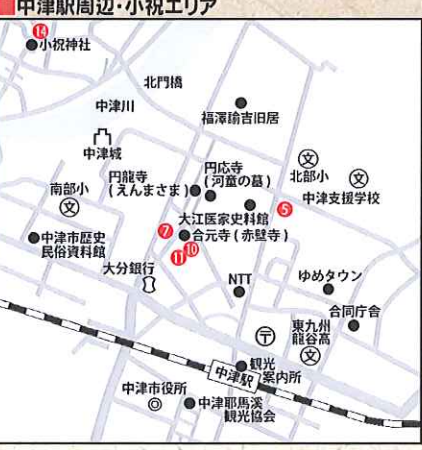 中津駅周辺・小祝エリア
14
小祝神社
北門橋
中津川
福澤諭吉旧居
中津城
円龍寺
(えんまさま)
円応寺
(河童の墓)
北部小
文
中津支援学校
文
南部小
文
大江医家史料館
5
7
合元寺(赤壁寺)
10
11
中津市歴史
民俗資料館
大分銀行
NTT
ゆめタウン
合同庁舎
東九州
龍谷高
文
〒
観光
案内所
中津駅
中津市役所
中津耶馬溪
観光協会